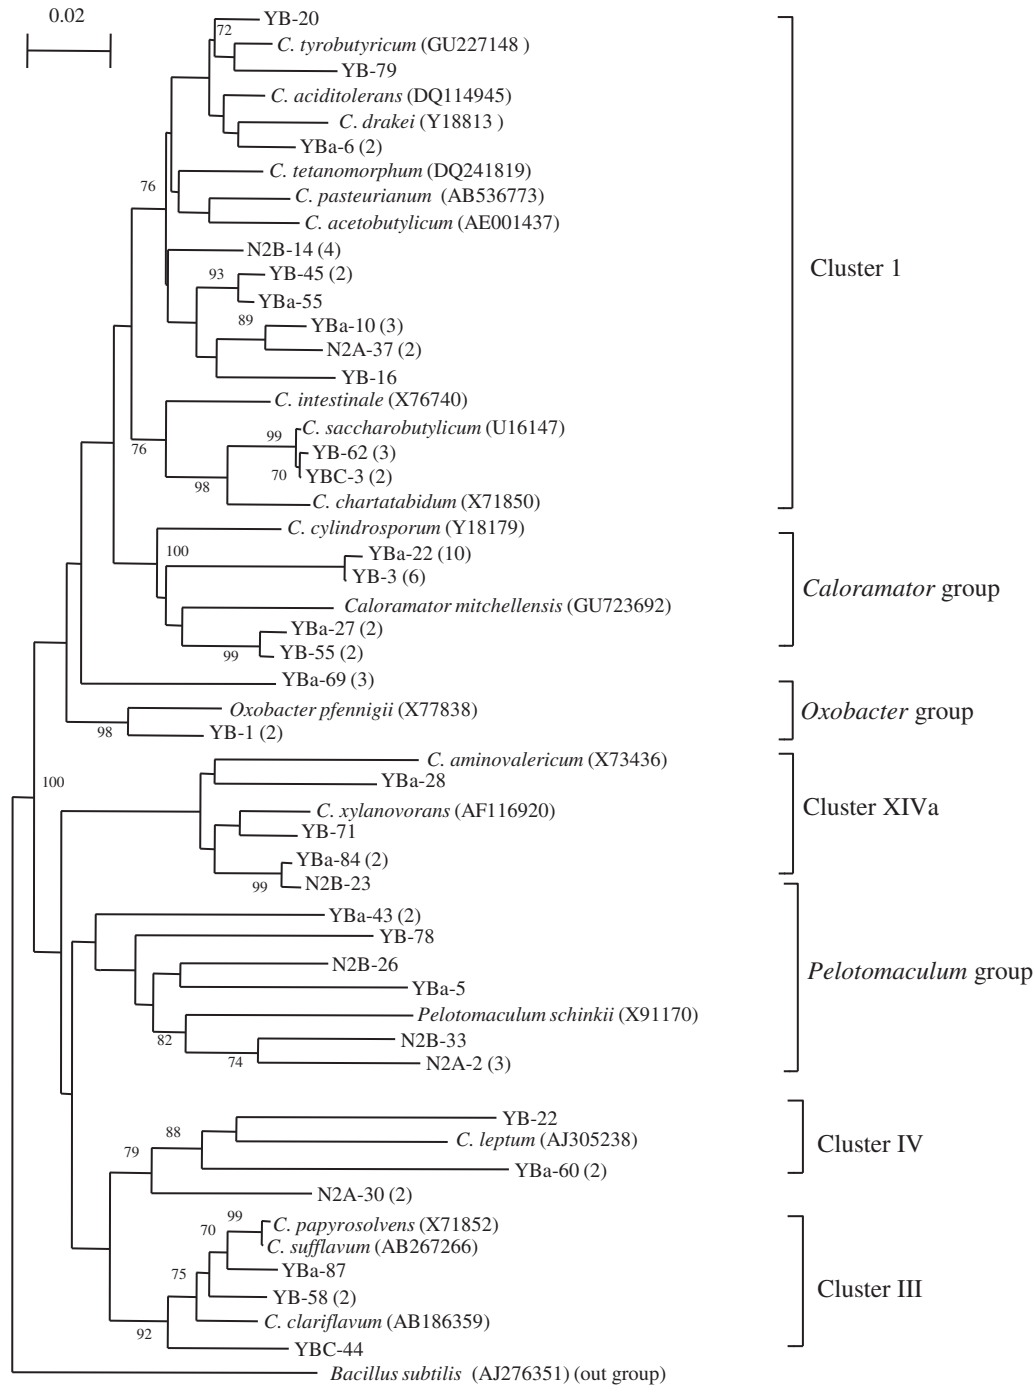 0.02
YB-20
72
C. tyrobutyricum (GU227148 )
YB-79
C. aciditolerans (DQ114945)
C. drakei (Y18813 )
YBa-6 (2)
C. tetanomorphum (DQ241819)
76
C. pasteurianum (AB536773)
C. acetobutylicum (AE001437)
N2B-14 (4)
Cluster 1
93
YB-45 (2)
YBa-55
89
YBa-10 (3)
N2A-37 (2)
YB-16
C. intestinale (X76740)
C. saccharobutylicum (U16147)
99
76
YB-62 (3)
70
YBC-3 (2)
98
C. chartatabidum (X71850)
C. cylindrosporum (Y18179)
100
YBa-22 (10)
YB-3 (6)
Caloramator group
Caloramator mitchellensis (GU723692)
YBa-27 (2)
99
YB-55 (2)
YBa-69 (3)
Oxobacter pfennigii (X77838)
Oxobacter group
98
YB-1 (2)
C. aminovalericum (X73436)
100
YBa-28
Cluster XIVa
C. xylanovorans (AF116920)
YB-71
YBa-84 (2)
99
N2B-23
YBa-43 (2)
YB-78
N2B-26
Pelotomaculum group
YBa-5
Pelotomaculum schinkii (X91170)
82
N2B-33
74
N2A-2 (3)
YB-22
88
C. leptum (AJ305238)
Cluster IV
79
YBa-60 (2)
N2A-30 (2)
99
C. papyrosolvens (X71852)
70
C. sufflavum (AB267266)
75
YBa-87
Cluster III
YB-58 (2)
C. clariflavum (AB186359)
92
YBC-44
Bacillus subtilis (AJ276351) (out group)